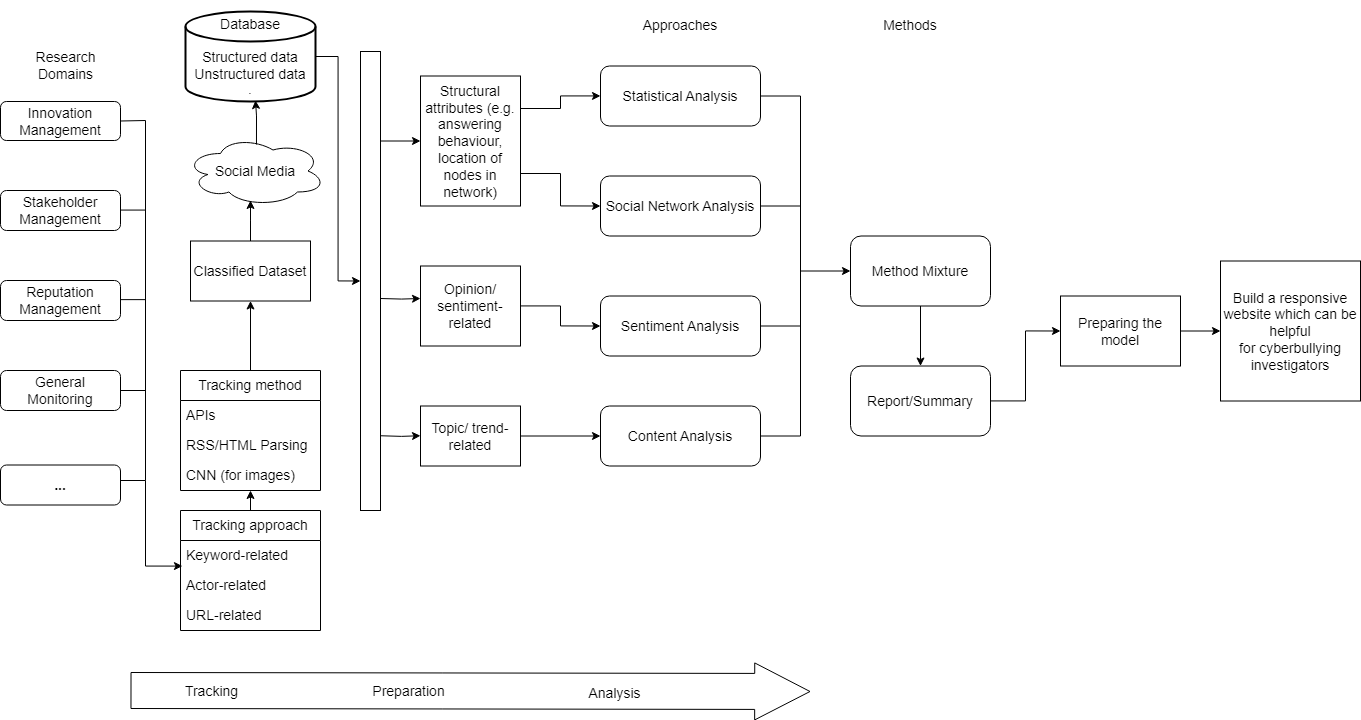 Research
Domains
Innovation
Management
Stakeholder
Management
Reputation
Management
General
Monitoring
...
Database
Structured data
Unstructured data
.
Social Media
Classified Dataset
Tracking method
APIs
RSS/HTML Parsing
CNN (for images)
Tracking approach
Keyword-related
Actor-related
URL-related
Structural
attributes (e.g.
answering
behaviour,
location of
nodes in
network)
Opinion/
sentiment-
related
Topic/ trend-
related
Approaches
Statistical Analysis
Social Network Analysis
Sentiment Analysis
Content Analysis
Methods
Method Mixture
Report/Summary
Preparing the
model
Build a responsive
website which can be
helpful
for cyberbullying
investigators
Tracking
Preparation
Analysis